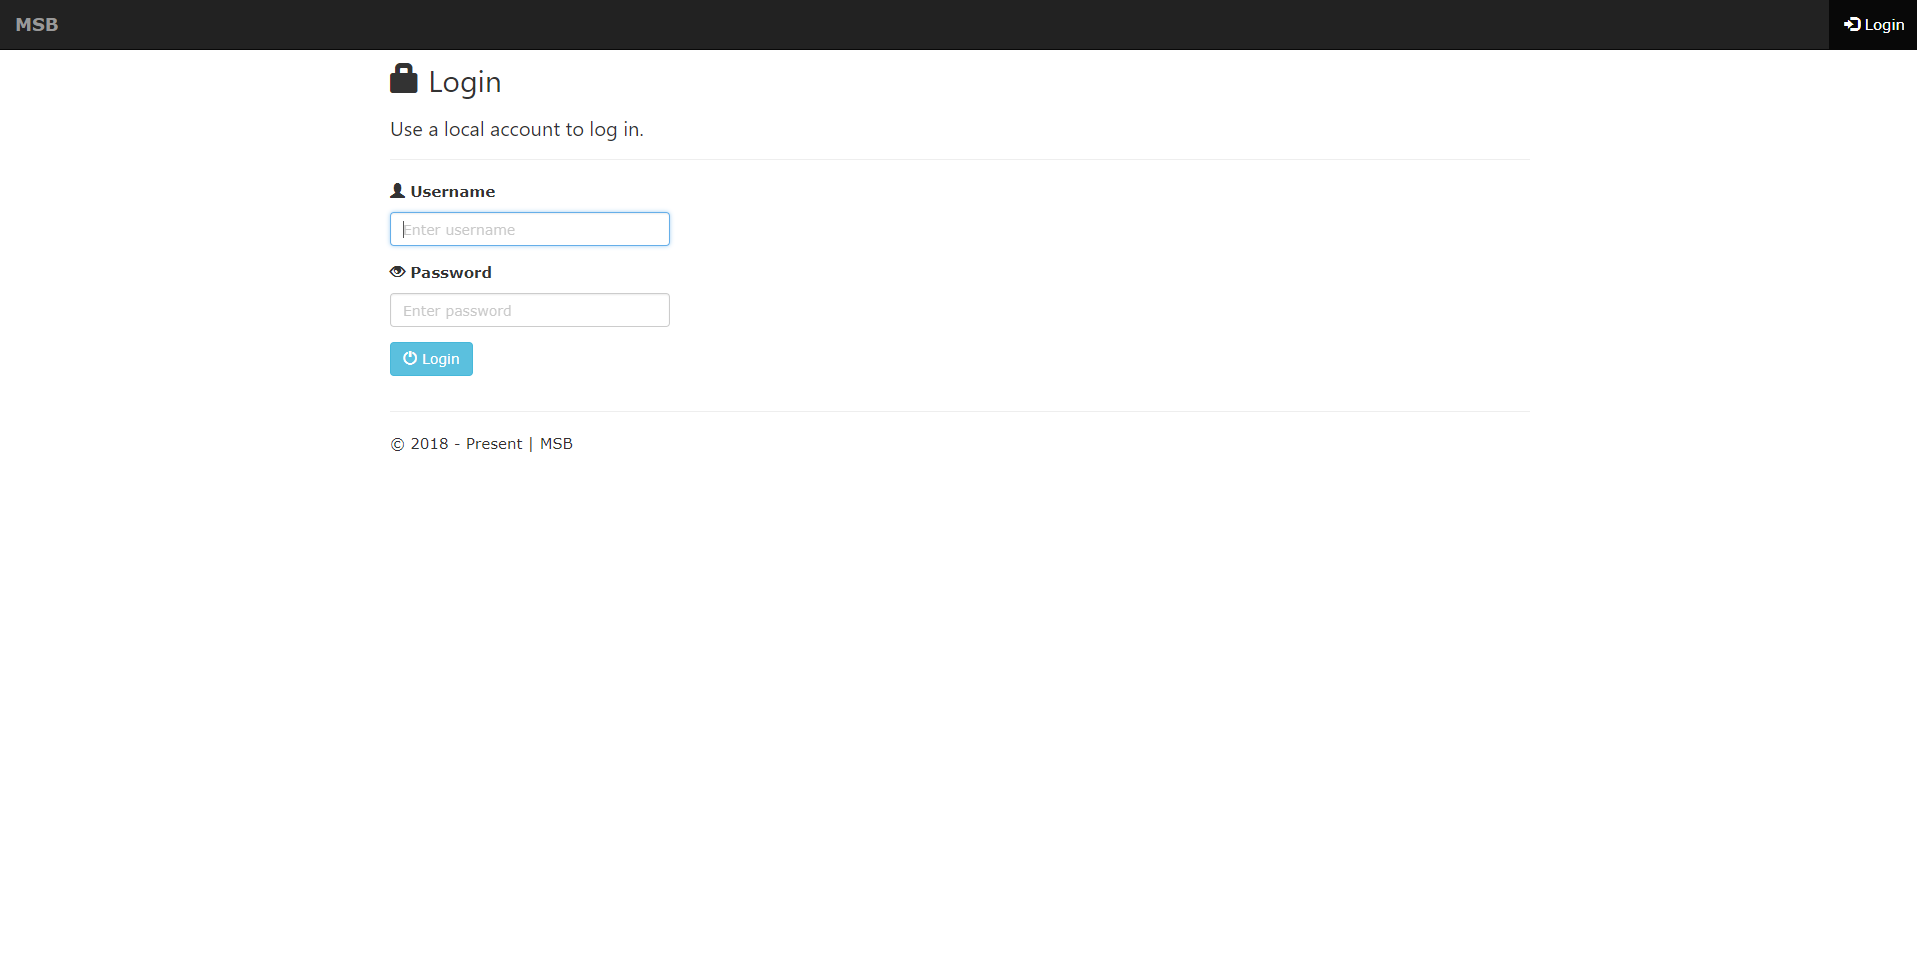 MSB
Login
Login
Use a local account to log in.
Username
Enter username
Password
Enter password
Login
© 2018 - Present | MSB